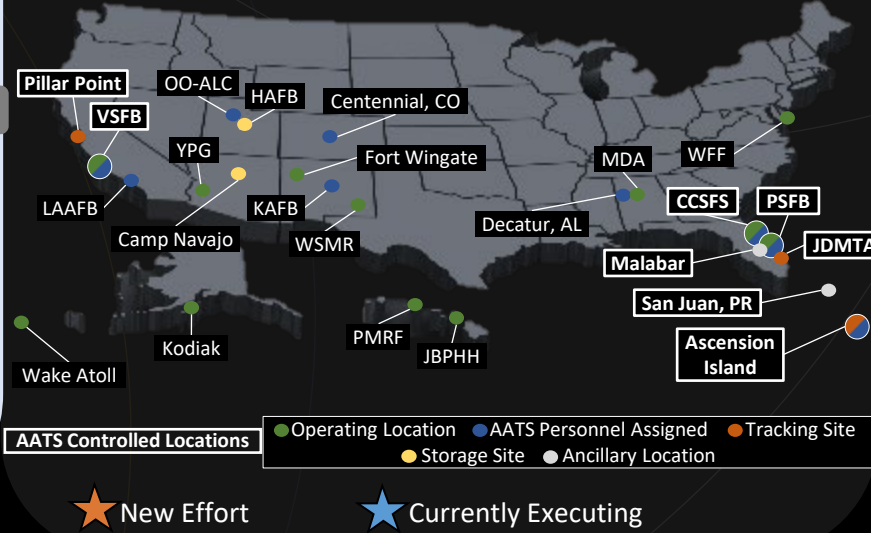 OO-ALC
HAFB
Pillar Point
Centennial, CO
VSFB
YPG
Fort Wingate
MDA
WFF
LAAFB
KAFB
CCSFS
PSFB
Camp Navajo
WSMR
Decatur, AL
JDMTA
Malabar
San Juan, PR
Kodiak
PMRF
JBPHH
Ascension
Island
Wake Atoll
AATS Controlled Locations
Operating Location
AATS Personnel Assigned
Tracking Site
Storage Site
Ancillary Location
New Effort
Currently Executing